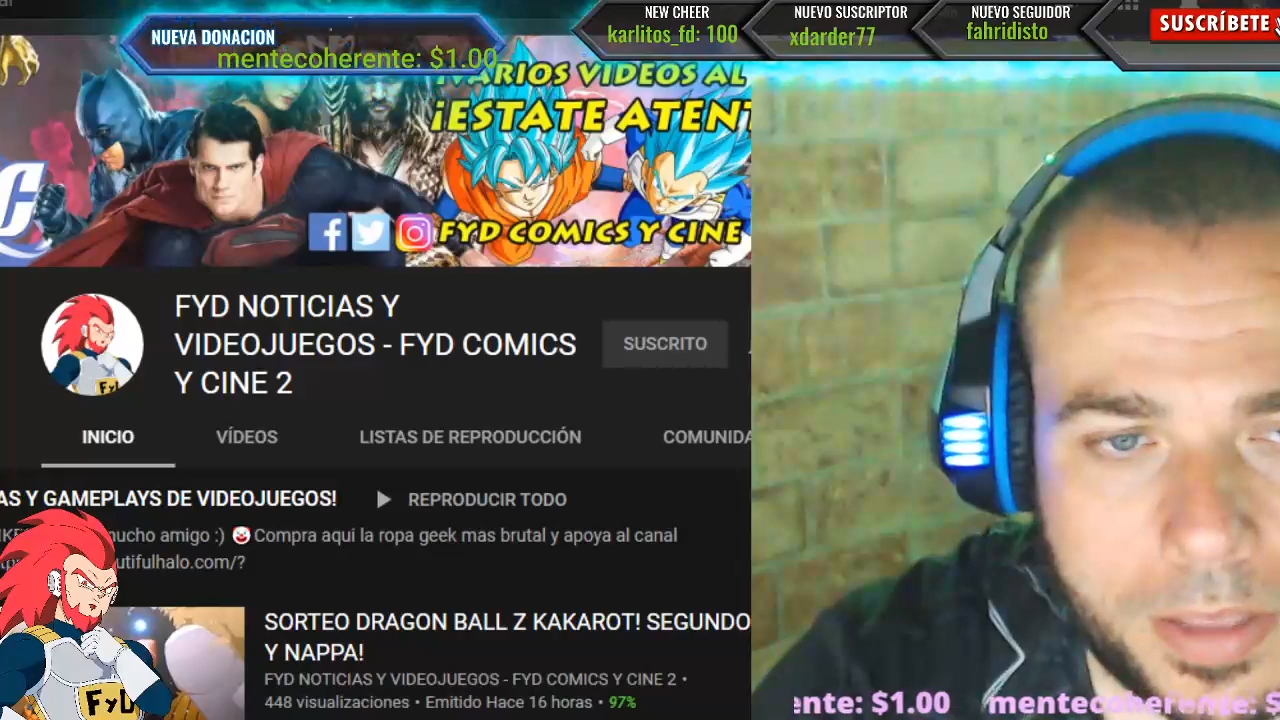 NUEVA DONACION
mentecoherente: $1.00
NEW CHEER
karlitos_fd: 100
NUEVO SUSCRIPTOR
xdarder77
NUEVO SEGUIDOR
fahridisto
SUSCRÍBETE
¡VARIOS VIDEOS AL
¡ESTATE ATENT
FYD COMICS Y CINE
FYD NOTICIAS Y
VIDEOJUEGOS - FYD COMICS
Y CINE 2
SUSCRITO
INICIO
VÍDEOS
LISTAS DE REPRODUCCIÓN
COMUNIDA
AS Y GAMEPLAYS DE VIDEOJUEGOS!
REPRODUCIR TODO
mucho amigo :) 🤡Compra aqui la ropa geek mas brutal y apoya al canal
utifulhalo.com/?
SORTEO DRAGON BALL Z KAKAROT! SEGUNDO
Y NAPPA!
FYD NOTICIAS Y VIDEOJUEGOS - FYD COMICS Y CINE 2 •
448 visualizaciones • Emitido Hace 16 horas • 97%
FyD
ente: $1.00 mentecoherente: $